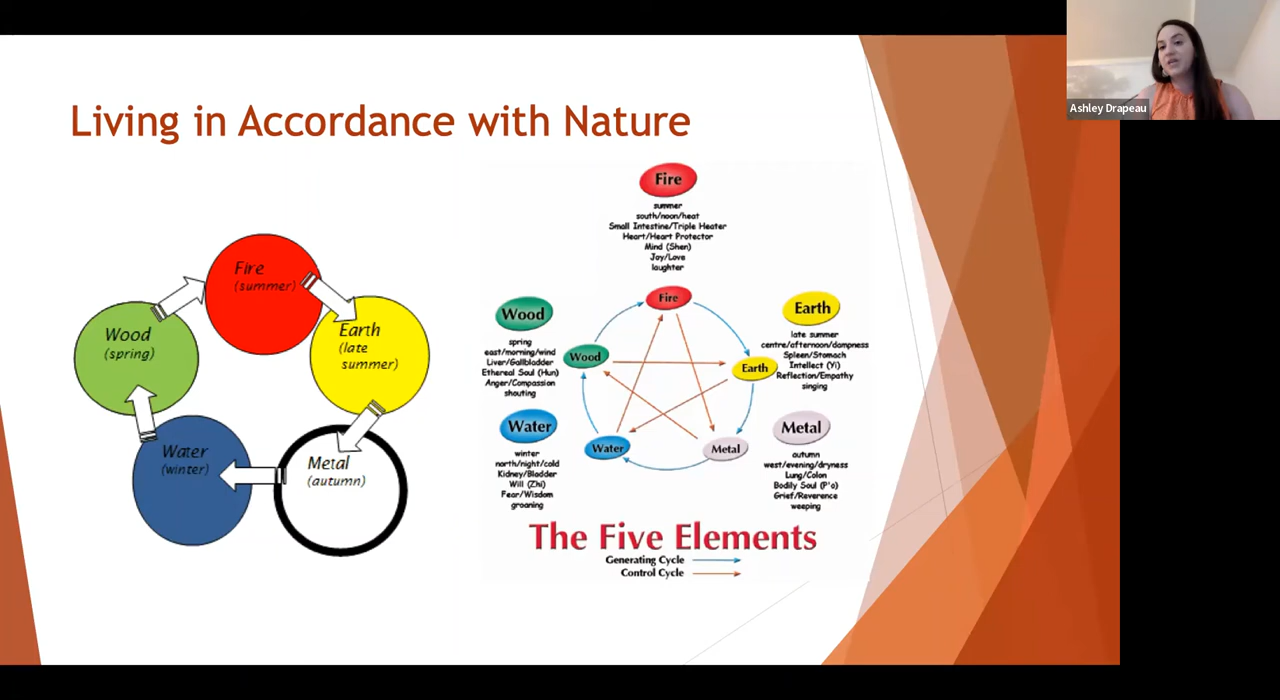 Ashley Drapeau
Living in Accordance with Nature
Fire
(summer)
Wood
(spring)
Earth
(late
summer)
Water
(winter)
Metal
(autumn)
Fire
summer
south/noon/heat
Small Intestine/Triple Heater
Heart/Heart Protector
Mind (Shen)
Joy/Love
laughter
Wood
spring
east/morning/wind
Liver/Gallbladder
Ethereal Soul (Hun)
Anger/Compassion
shouting
Fire
Wood
Earth
Water
Metal
Earth
late summer
centre/afternoon/dampness
Spleen/Stomach
Intellect (Yi)
Reflection/Empathy
singing
Water
winter
north/night/cold
Kidney/Bladder
Will (Zhi)
Fear/Wisdom
groaning
Metal
autumn
west/evening/dryness
Lung/Colon
Bodily Soul (P'o)
Grief/Reverence
weeping
The Five Elements
Generating Cycle
Control Cycle